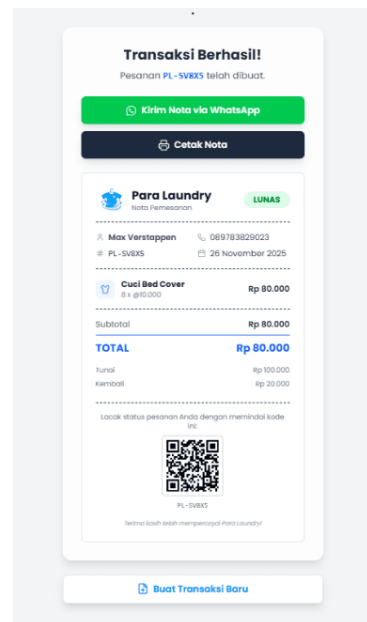 Transaksi Berhasil!
Pesanan PL-SV8X5 telah dibuat.
Kirim Nota via WhatsApp
Cetak Nota
Para Laundry
Nota Pemesanan
LUNAS
Max Verstappen 089783829023
# PL-SV8X5 26 November 2025
Cuci Bed Cover
8 x @10.000
Rp 80.000
Subtotal Rp 80.000
TOTAL Rp 80.000
Tunai Rp 100.000
Kembali Rp 20.000
Lacak status pesanan Anda dengan memindai kode
ini:
PL-SV8X5
Terima kasih telah mempercayai Para Laundry!
Buat Transaksi Baru